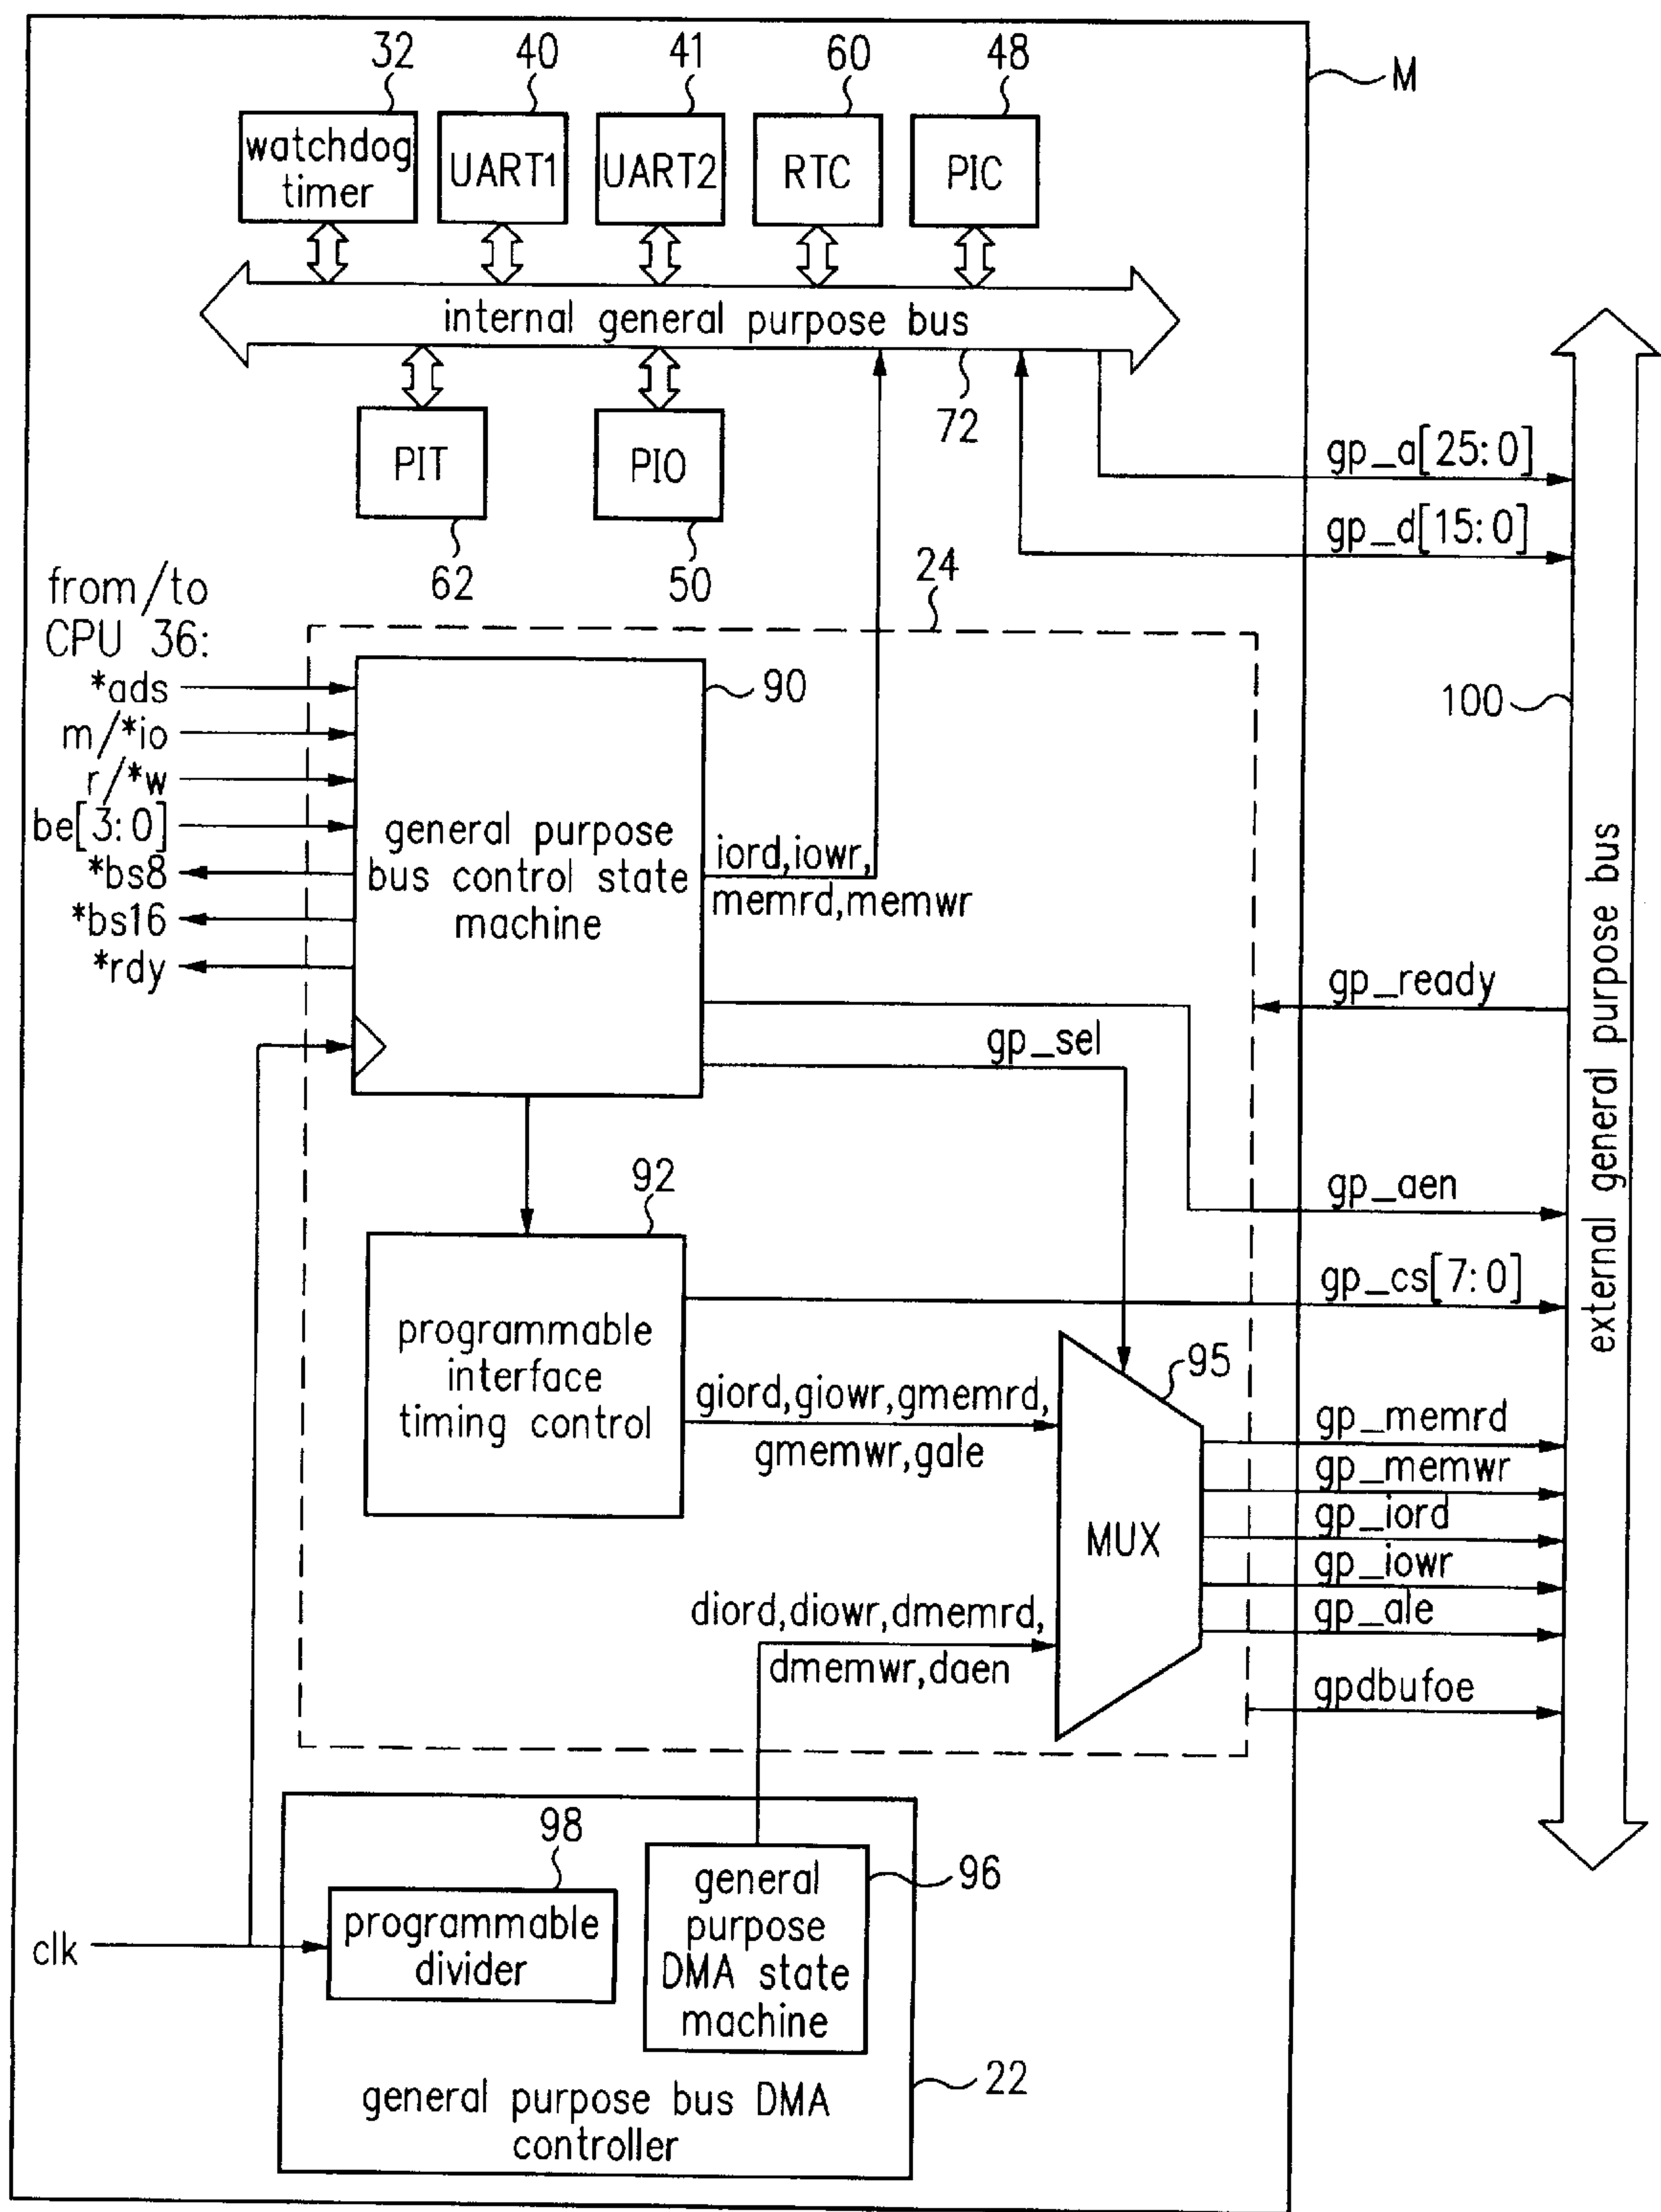 32
40
41
60
48
M
watchdog
timer
UART1
UART2
RTC
PIC
internal general purpose bus
72
PIT
PIO
62
50
gp_a[25:0]
gp_d[15:0]
24
from/to
CPU 36:
*ads
m/*io
r/*w
be[3:0]
*bs8
*bs16
*rdy
90
general purpose
bus control state
machine
iord,iowr,
memrd,memwr
100
external general purpose bus
gp_ready
gp_sel
gp_aen
92
gp_cs[7:0]
programmable
interface
timing control
giord,giowr,gmemrd,
gmemwr,gale
95
MUX
gp_memrd
gp_memwr
gp_iord
gp_iowr
gp_ale
diord,diowr,dmemrd,
dmemwr,daen
gpdbufoe
98
96
clk
programmable
divider
general
purpose
DMA state
machine
22
general purpose bus DMA
controller